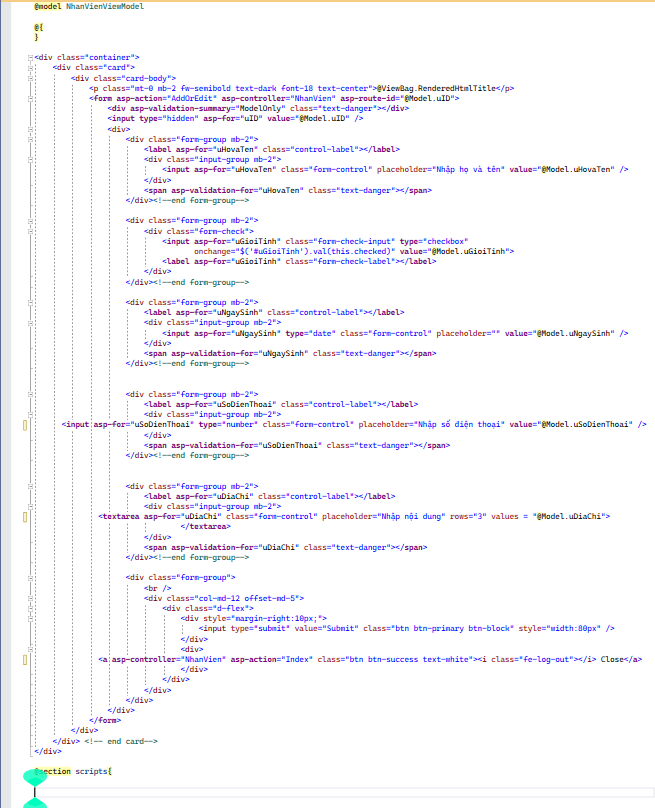 @model NhanVienViewModel
@{
}
<div class="container">
<div class="card">
<div class="card-body">
<p class="mt-0 mb-2 fw-semibold text-dark font-18 text-center">@ViewBag.RenderedHtmlTitle</p>
<form asp-action="AddOrEdit" asp-controller="NhanVien" asp-route-id="@Model.uID">
<div asp-validation-summary="ModelOnly" class="text-danger"></div>
<input type="hidden" asp-for="uID" value="@Model.uID" />
<div>
<div class="form-group mb-2">
<label asp-for="uHovaTen" class="control-label"></label>
<div class="input-group mb-2">
<input asp-for="uHovaTen" class="form-control" placeholder="Nhập họ và tên" value="@Model.uHovaTen" />
</div>
<span asp-validation-for="uHovaTen" class="text-danger"></span>
</div><!--end form-group-->
<div class="form-group mb-2">
<div class="form-check">
<input asp-for="uGioiTinh" class="form-check-input" type="checkbox"
onchange="$('#uGioiTinh').val(this.checked)" value="@Model.uGioiTinh">
<label asp-for="uGioiTinh" class="form-check-label"></label>
</div>
</div><!--end form-group-->
<div class="form-group mb-2">
<label asp-for="uNgaySinh" class="control-label"></label>
<div class="input-group mb-2">
<input asp-for="uNgaySinh" type="date" class="form-control" placeholder="" value="@Model.uNgaySinh" />
</div>
<span asp-validation-for="uNgaySinh" class="text-danger"></span>
</div><!--end form-group-->
<div class="form-group mb-2">
<label asp-for="uSoDienThoai" class="control-label"></label>
<div class="input-group mb-2">
<input asp-for="uSoDienThoai" type="number" class="form-control" placeholder="Nhập số điện thoại" value="@Model.uSoDienThoai" />
</div>
<span asp-validation-for="uSoDienThoai" class="text-danger"></span>
</div><!--end form-group-->
<div class="form-group mb-2">
<label asp-for="uDiaChi" class="control-label"></label>
<div class="input-group mb-2">
<textarea asp-for="uDiaChi" class="form-control" placeholder="Nhập nội dung" rows="3" values = "@Model.uDiaChi">
</textarea>
</div>
<span asp-validation-for="uDiaChi" class="text-danger"></span>
</div><!--end form-group-->
<div class="form-group">
<br />
<div class="col-md-12 offset-md-5">
<div class="d-flex">
<div style="margin-right:10px;">
<input type="submit" value="Submit" class="btn btn-primary btn-block" style="width:80px" />
</div>
<div>
<a asp-controller="NhanVien" asp-action="Index" class="btn btn-success text-white"><i class="fe-log-out"></i> Close</a>
</div>
</div>
</div>
</div>
</div>
</form>
</div>
</div> <!-- end card-->
</div>
@section scripts{